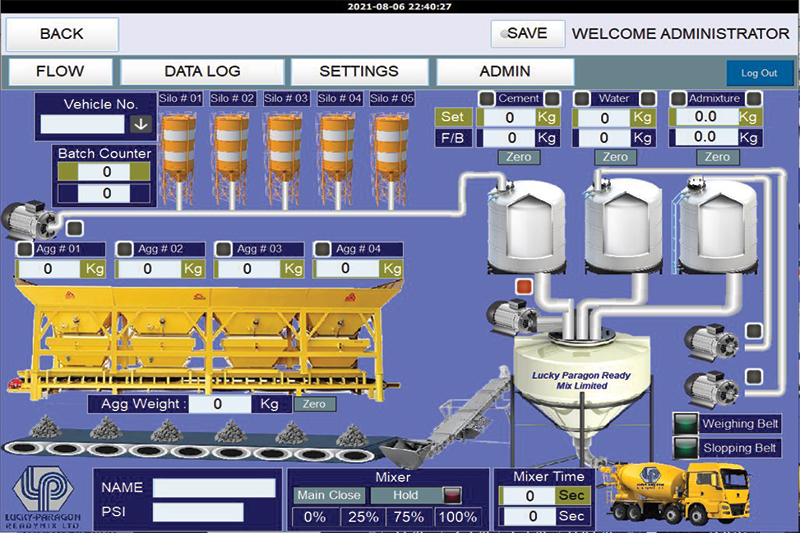 2021-08-06 22:40:27
BACK
SAVE
WELCOME ADMINISTRATOR
FLOW
DATA LOG
SETTINGS
ADMIN
Log Out
Vehicle No.
Silo # 01
Silo # 02
Silo # 03
Silo # 04
Silo # 05
Cement
Water
Admixture
Set
0 Kg
0 Kg
0.0 Kg
F/B
0 Kg
0 Kg
0.0 Kg
Zero
Zero
Zero
Batch Counter
0
0
Agg # 01
Agg # 02
Agg # 03
Agg # 04
0 Kg
0 Kg
0 Kg
0 Kg
Agg Weight : 0 Kg
Zero
Lucky Paragon Ready
Mix Limited
Weighing Belt
Slopping Belt
LUCKY-PARAGON
READYMIX LTD
NAME
PSI
Mixer
Main Close
Hold
0%
25%
75%
100%
Mixer Time
0 Sec
0 Sec